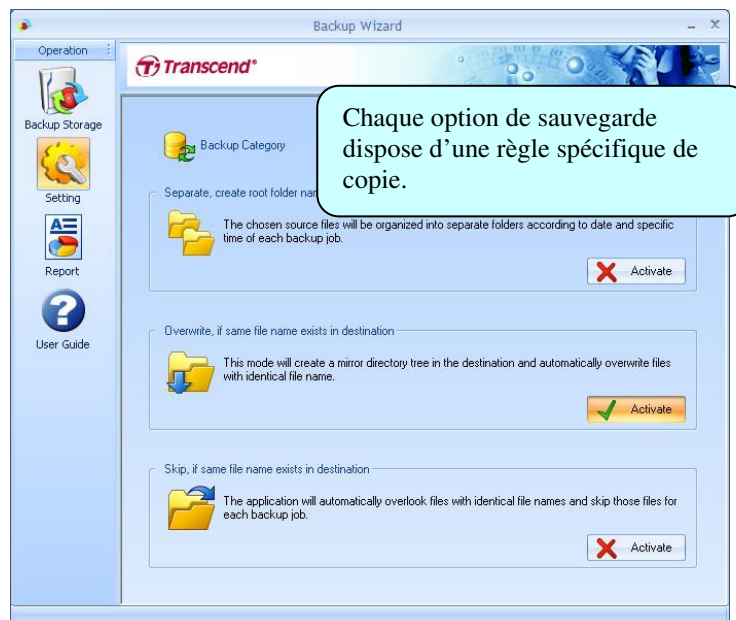 Backup Wizard
Operation
Transcend®
Backup Storage
Setting
Report
User Guide
Chaque option de sauvegarde
dispose d'une règle spécifique de
copie.
Backup Category
Separate, create root folder
The chosen source files will be organized into separate folders according to date and specific
time of each backup job.
Activate
Overwrite, if same file name exists in destination
This mode will create a mirror directory tree in the destination and automatically overwrite files
with identical file name.
Activate
Skip, if same file name exists in destination
The application will automatically overlook files with identical file names and skip those files for
each backup job.
Activate